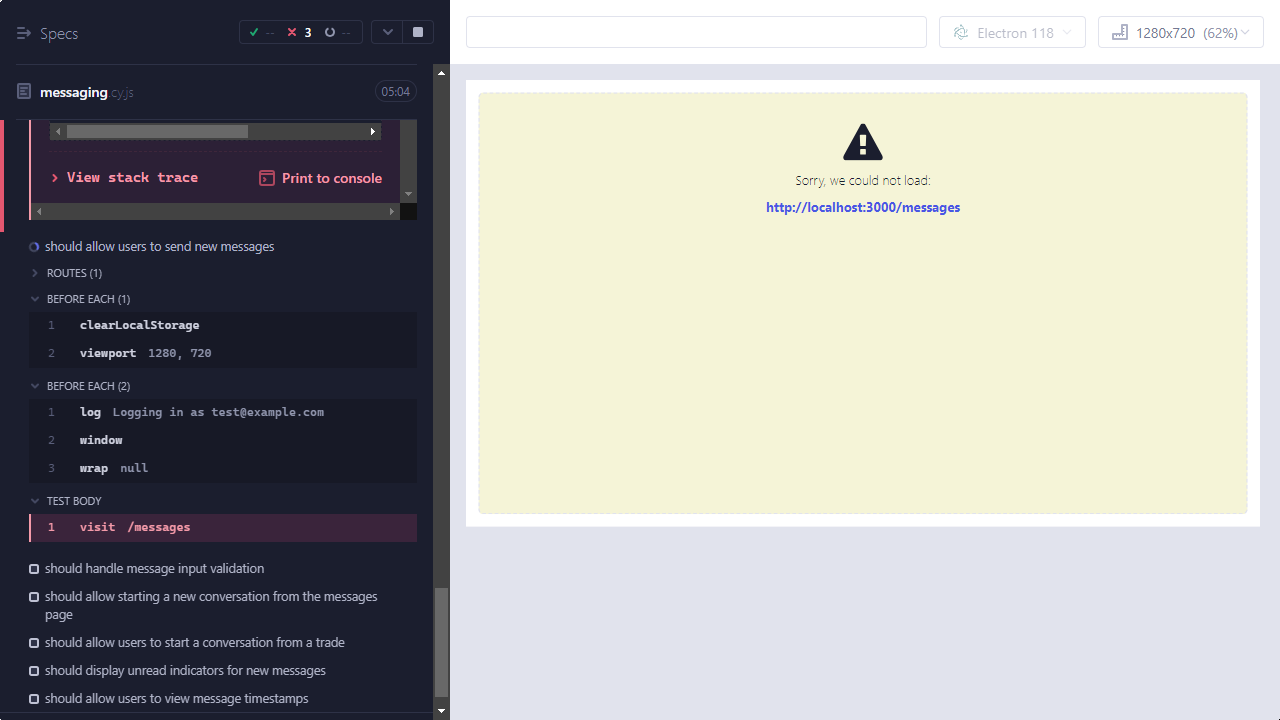 Specs
-- 3 --
messaging.cy.js 05:04
View stack trace Print to console
should allow users to send new messages
ROUTES (1)
BEFORE EACH (1)
1 clearLocalStorage
2 viewport 1280, 720
BEFORE EACH (2)
1 log Logging in as test@example.com
2 window
3 wrap null
TEST BODY
1 visit /messages
should handle message input validation
should allow starting a new conversation from the messages
page
should allow users to start a conversation from a trade
should display unread indicators for new messages
should allow users to view message timestamps
Electron 118
1280x720 (62%)
Sorry, we could not load:
http://localhost:3000/messages